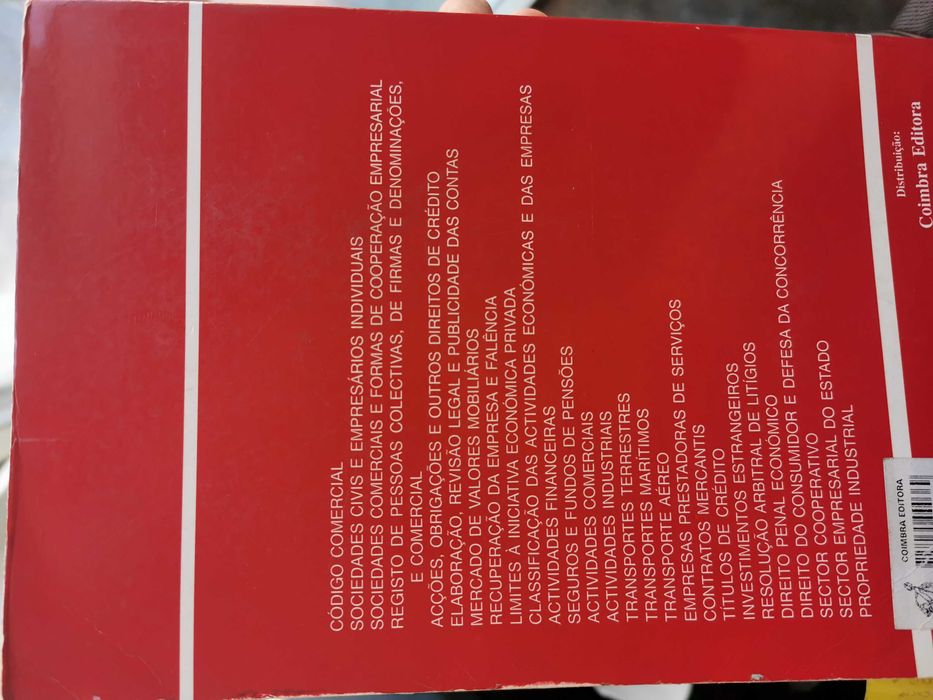 CÓDIGO COMERCIAL
SOCIEDADES CIVIS E EMPRESÁRIOS INDIVIDUAIS
SOCIEDADES COMERCIAIS E FORMAS DE COOPERAÇÃO EMPRESARIAL
REGISTO DE PESSOAS COLECTIVAS, DE FIRMAS E DENOMINAÇÕES,
E COMERCIAL
ACÇÕES, OBRIGAÇÕES E OUTROS DIREITOS DE CRÉDITO
ELABORAÇÃO, REVISÃO LEGAL E PUBLICIDADE DAS CONTAS
MERCADO DE VALORES MOBILIÁRIOS
RECUPERAÇÃO DA EMPRESA E FALÊNCIA
LIMITES À INICIATIVA ECONÓMICA PRIVADA
CLASSIFICAÇÃO DAS ACTIVIDADES ECONÓMICAS E DAS EMPRESAS
ACTIVIDADES FINANCEIRAS
SEGUROS E FUNDOS DE PENSÕES
ACTIVIDADES COMERCIAIS
ACTIVIDADES INDUSTRIAIS
TRANSPORTES TERRESTRES
TRANSPORTES MARÍTIMOS
TRANSPORTE AÉREO
EMPRESAS PRESTADORAS DE SERVIÇOS
CONTRATOS MERCANTIS
TÍTULOS DE CRÉDITO
INVESTIMENTOS ESTRANGEIROS
RESOLUÇÃO ARBITRAL DE LITÍGIOS
DIREITO PENAL ECONÓMICO
DIREITO DO CONSUMIDOR E DEFESA DA CONCORRÊNCIA
SECTOR COOPERATIVO
SECTOR EMPRESARIAL DO ESTADO
PROPRIEDADE INDUSTRIAL
COIMBRA EDITORA
Distribuição:
Coimbra Editora